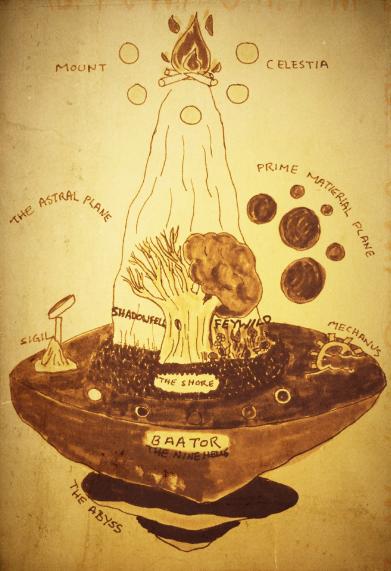 MOUNT CELESTIA
THE ASTRAL PLANE
PRIME MATERIAL PLANE
SHADOWFELL
FEYWILD
SIGIL
MECHANUS
THE SHORE
BAATOR
THE NINE HELLS
THE ABYSS